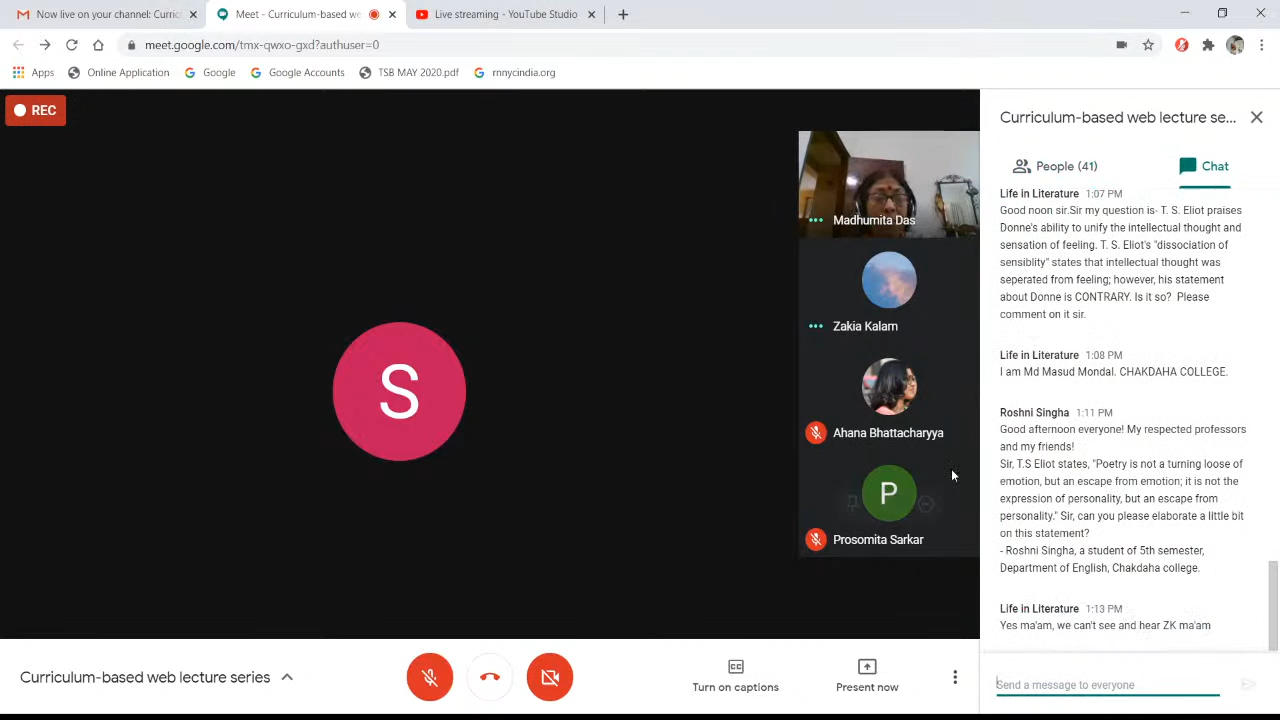 Now live on your channel: Curric
Meet - Curriculum-based we
Live streaming - YouTube Studio
meet.google.com/tmx-qwxo-gxd?authuser=0
Apps
Online Application
Google
Google Accounts
TSB MAY 2020.pdf
rnnycindia.org
REC
S
Madhumita Das
Zakia Kalam
Ahana Bhattacharyya
P
Prosomita Sarkar
Curriculum-based web lecture se...
People (41)
Chat
Life in Literature 1:07 PM
Good noon sir.Sir my question is- T. S. Eliot praises
Donne's ability to unify the intellectual thought and
sensation of feeling. T. S. Eliot's "dissociation of
sensiblity" states that intellectual thought was
seperated from feeling; however, his statement
about Donne is CONTRARY. Is it so? Please
comment on it sir.
Life in Literature 1:08 PM
I am Md Masud Mondal. CHAKDAHA COLLEGE.
Roshni Singha 1:11 PM
Good afternoon everyone! My respected professors
and my friends!
Sir, T.S Eliot states, "Poetry is not a turning loose of
emotion, but an escape from emotion; it is not the
expression of personality, but an escape from
personality." Sir, can you please elaborate a little bit
on this statement?
- Roshni Singha, a student of 5th semester,
Department of English, Chakdaha college.
Life in Literature 1:13 PM
Yes ma'am, we can't see and hear ZK ma'am
Send a message to everyone
Curriculum-based web lecture series
Turn on captions
Present now